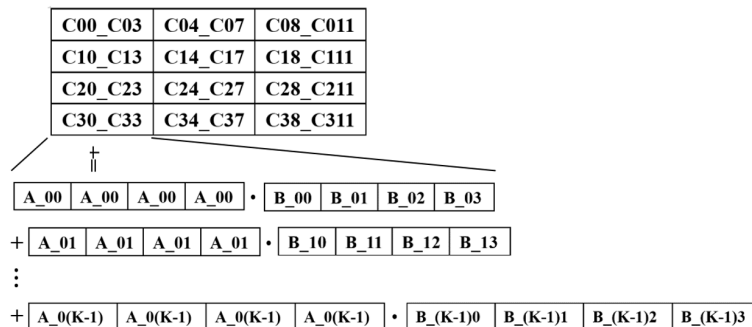 C00_C03 C04_C07 C08_C011
C10_C13 C14_C17 C18_C111
C20_C23 C24_C27 C28_C211
C30_C33 C34_C37 C38_C311
+=
A_00 A_00 A_00 A_00 • B_00 B_01 B_02 B_03
+ A_01 A_01 A_01 A_01 • B_10 B_11 B_12 B_13
⋮
+ A_0(K-1) A_0(K-1) A_0(K-1) A_0(K-1) • B_(K-1)0 B_(K-1)1 B_(K-1)2 B_(K-1)3